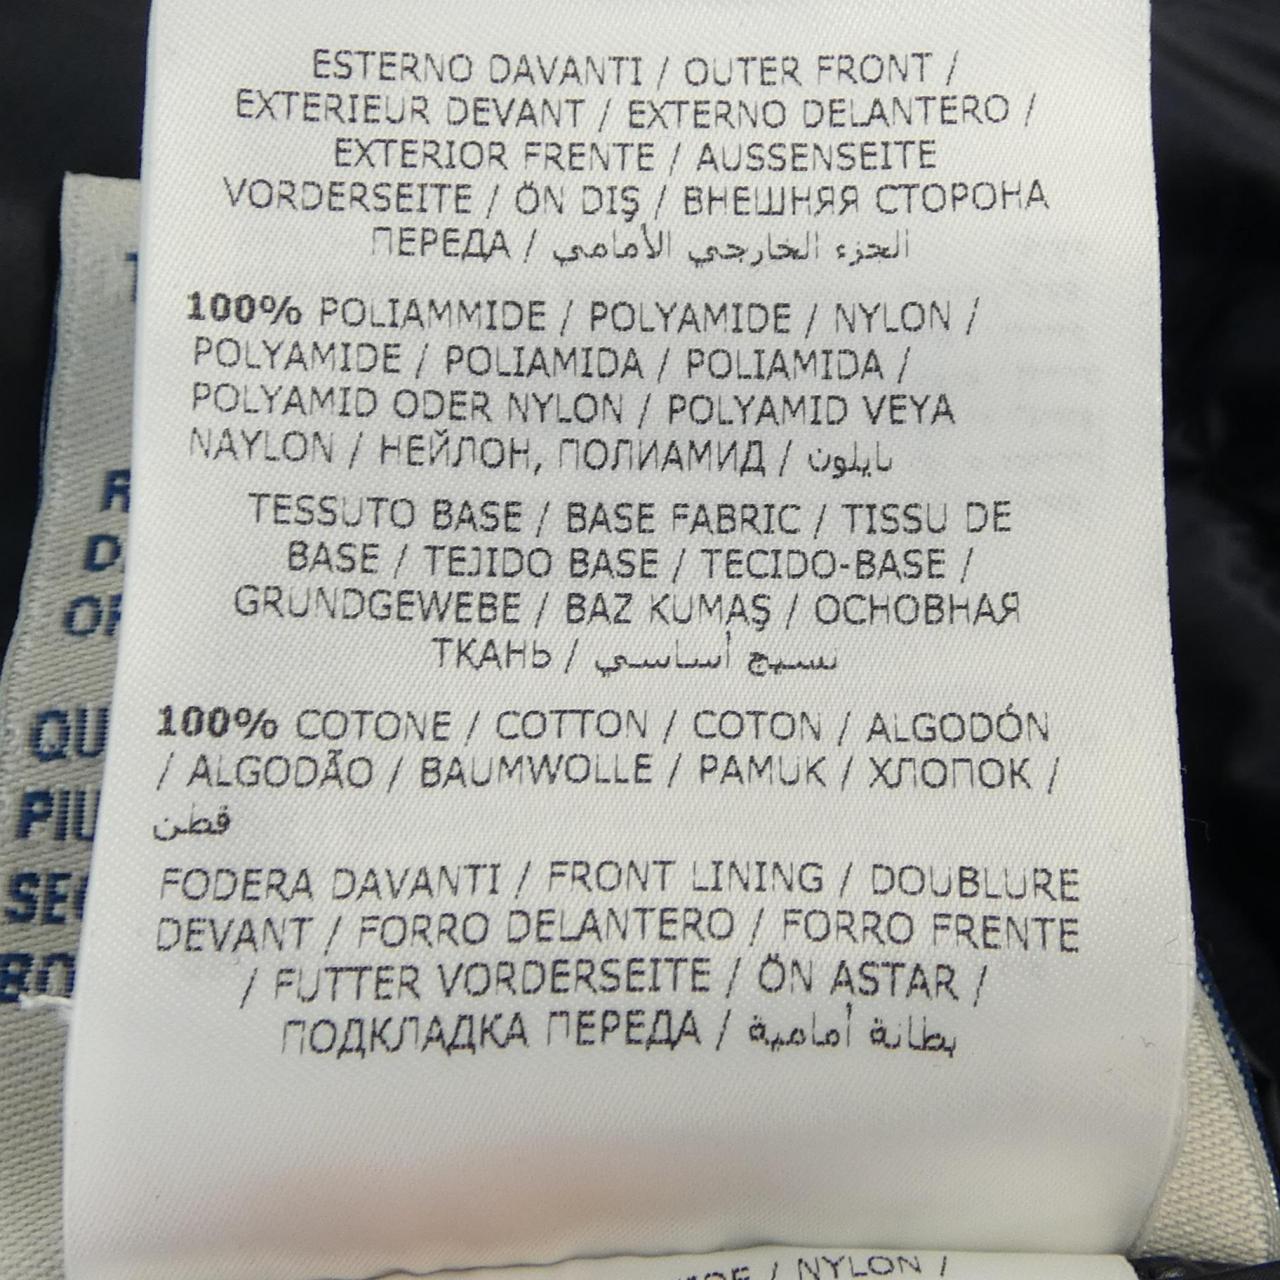 ESTERNO DAVANTI / OUTER FRONT /
EXTERIEUR DEVANT / EXTERNO DELANTERO /
EXTERIOR FRENTE / AUSSENSEITE
VORDERSEITE / ÖN DIŞ / ВНЕШНЯЯ СТОРОНА
ПЕРЕДА / الجزء الخارجي الأمامي
100% POLIAMMIDE / POLYAMIDE / NYLON /
POLYAMIDE / POLIAMIDA / POLIAMIDA /
POLYAMID ODER NYLON / POLYAMID VEYA
NAYLON / НЕЙЛОН, ПОЛИАМИД / نايلون
TESSUTO BASE / BASE FABRIC / TISSU DE
BASE / TEJIDO BASE / TECIDO-BASE /
GRUNDGEWEBE / BAZ KUMAŞ / ОСНОВНАЯ
ТКАНЬ / نسيج أساسي
100% COTONE / COTTON / COTON / ALGODÓN
/ ALGODÃO / BAUMWOLLE / PAMUK / ХЛОПОК /
قطن
FODERA DAVANTI / FRONT LINING / DOUBLURE
DEVANT / FORRO DELANTERO / FORRO FRENTE
/ FUTTER VORDERSEITE / ÖN ASTAR /
ПОДКЛАДКА ПЕРЕДА / بطانة أمامية
/ NYLON /